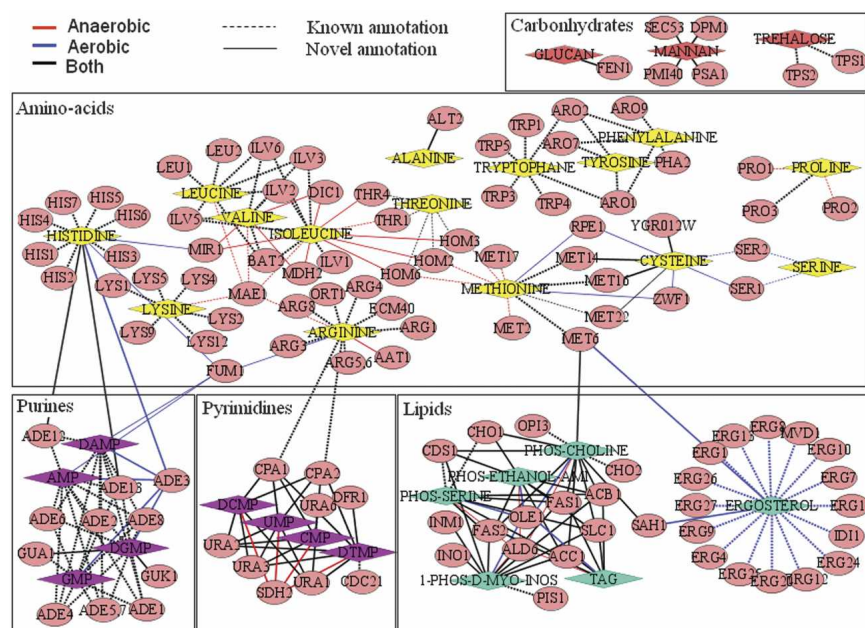 Anaerobic
Aerobic
Both
Known annotation
Novel annotation
Carbonhydrates
SEC53 DPM1
GLUCAN MANNAN TREHALOSE
FEN1 PMI40 PSA1 TPS2 TPS1
Amino-acids
ALT2
ALANINE
LEU1 LEU2 ILV6 ILV3
LEUCINE ILV2 DIC1
VALINE
ILV5 ISOLEUCINE
BAT2 MDH2 ILV1
MIR1
THR4 THREONINE
THR1
HOM3
HOM2
HOM6
TRP1 TRP5 TRYPTOPHANE TRP3 TRP4
ARO2 ARO9
PHENYLALANINE
ARO7 TYROSINE PHA2
ARO1
PRO1 PROLINE
PRO3 PRO2
HIS7 HIS5
HIS4 HIS6
HISTIDINE
HIS1 HIS3
HIS2
LYS1 LYS5 LYS4
LYSINE LYS2
LYS9 LYS12
MAE1
FUM1
ARG8 ORT1 ARG4
ECM40
ARGININE ARG1
ARG3
ARG5,6 AAT1
RPE1 YGR012W
MET17 MET14 CYSTEINE SER2
SERINE
METHIONINE MET16 SER1
ZWF1
MET22
MET2
MET6
Purines
ADE12 DAMP
AMP ADE13 ADE3
ADE6 ADE2 ADE8
GUA1 DGMP
GMP GUK1
ADE4 ADE5,7 ADE1
Pyrimidines
CPA1 CPA2
DCMP URA6 DFR1
UMP
URA2 CMP
DTMP
URA3
SDH2 URA1 CDC21
Lipids
CHO1 OPI3
CDS1 PHOS-CHOLINE
PHOS-ETHANOL-AMI CHO2
PHOS-SERINE FAS1 ACB1
OLE1
INM1 FAS2 SLC1 SAH1
INO1 ALD6 ACC1
1-PHOS-D-MYO-INOS TAG
PIS1
ERG8 MVD1
ERG13 ERG10
ERG1
ERG26 ERG7
ERG27 ERGOSTEROL
ERG9 IDI1
ERG4 ERG24
ERG12